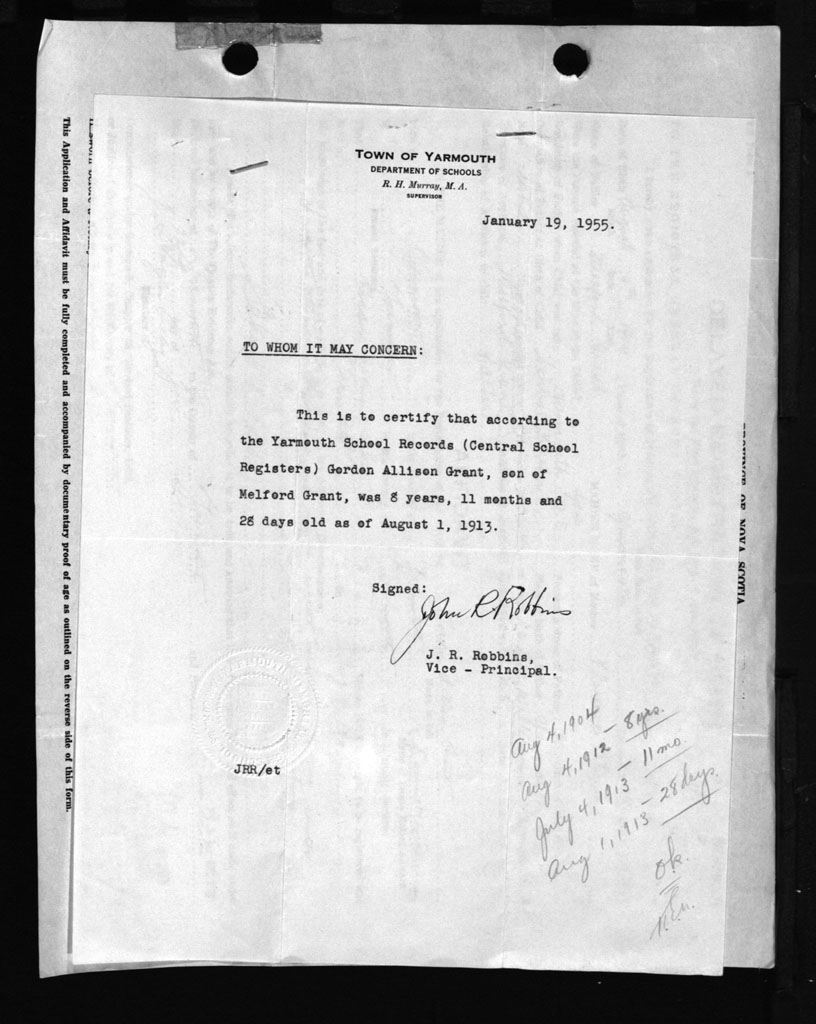 TOWN OF YARMOUTH
DEPARTMENT OF SCHOOLS
R. H. Murray, M. A.
SUPERVISOR
January 19, 1955.
TO WHOM IT MAY CONCERN:
This is to certify that according to
the Yarmouth School Records (Central School
Registers) Gordon Allison Grant, son of
Melford Grant, was 8 years, 11 months and
28 days old as of August 1, 1913.
Signed:
John R Robbins
J. R. Robbins,
Vice - Principal.
JRR/et
Aug 4, 1904
Aug 4, 1912 - 8 yrs.
July 4, 1913 - 11 mo.
Aug 1, 1913 - 28 days.
ok.
This Application and Affidavit must be fully completed and accompanied by documentary proof of age as outlined on the reverse side of this form.
OF NOVA SCOTIA